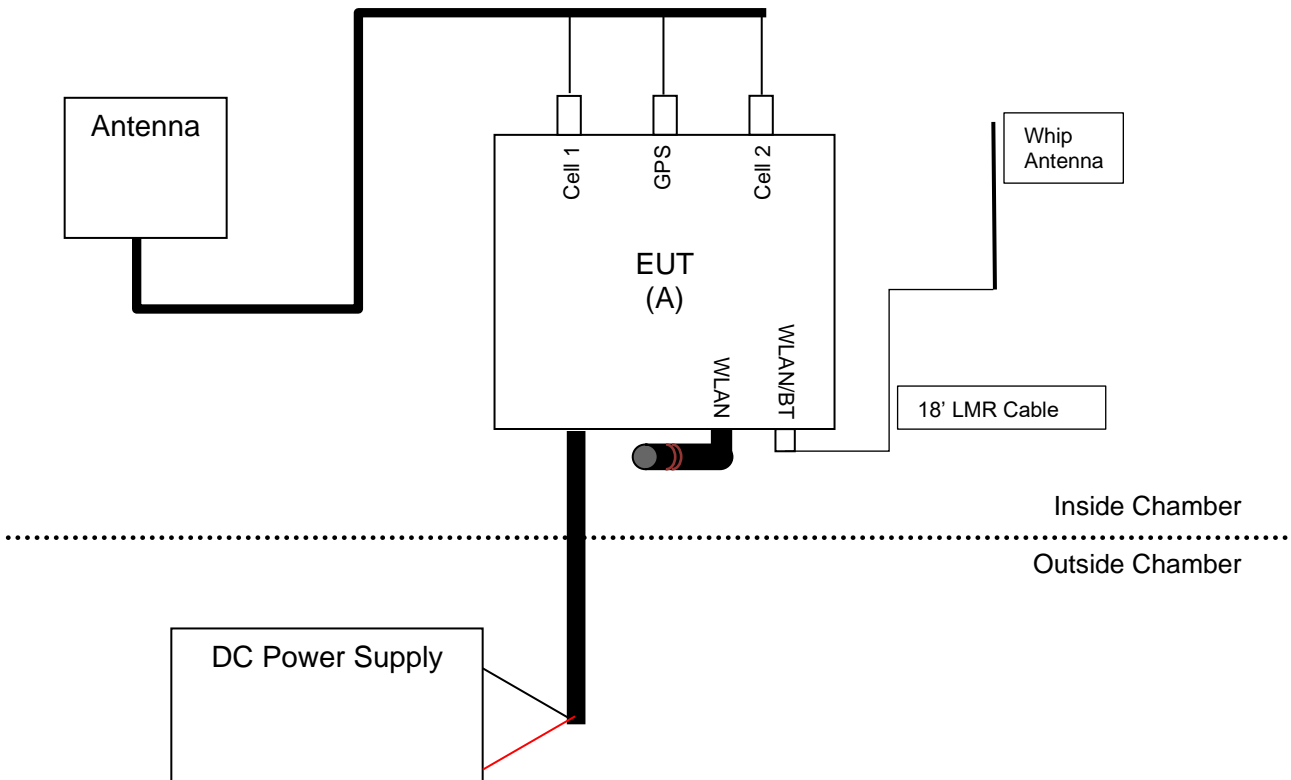 Antenna
Cell 1
GPS
Cell 2
Whip
Antenna
EUT
(A)
WLAN
WLAN/BT
18’ LMR Cable
Inside Chamber
Outside Chamber
DC Power Supply